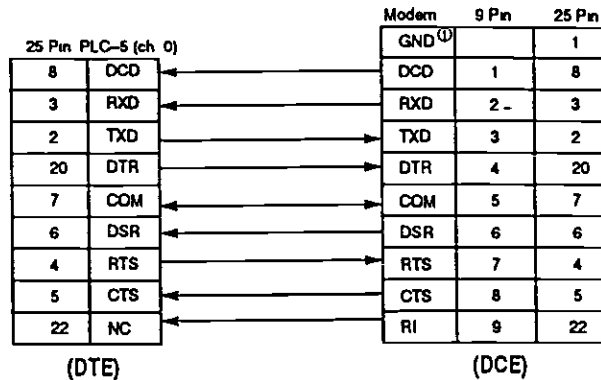 Modem 9 Pin 25 Pin
GND① 1
25 Pin PLC–5 (ch 0)
8 DCD DCD 1 8
3 RXD RXD 2 – 3
2 TXD TXD 3 2
20 DTR DTR 4 20
7 COM COM 5 7
6 DSR DSR 6 6
4 RTS RTS 7 4
5 CTS CTS 8 5
22 NC RI 9 22
(DTE) (DCE)